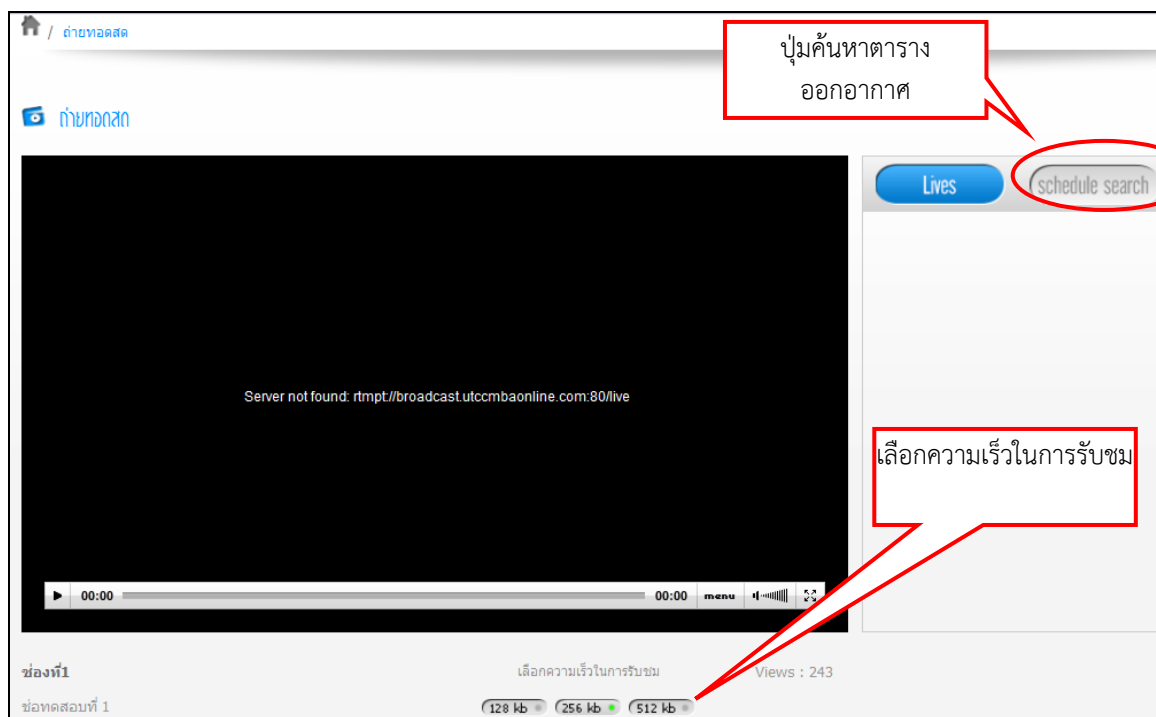 / ถ่ายทอดสด
ปุ่มค้นหาตาราง
ออกอากาศ
ถ่ายทอดสด
Lives
schedule search
Server not found: rtmpt://broadcast.utccmbaonline.com:80/live
เลือกความเร็วในการรับชม
00:00
00:00
menu
ช่องที่1
เลือกความเร็วในการรับชม
Views : 243
ช่อทดสอบที่ 1
128 kb
256 kb
512 kb